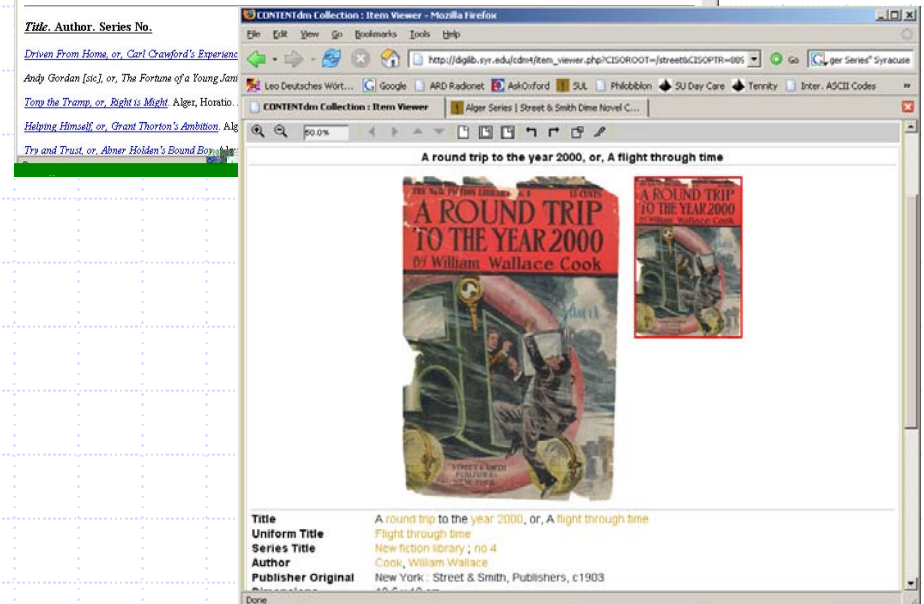 Title. Author. Series No.
Driven From Home, or, Carl Crawford's Experienc
Andy Gordon [sic], or, The Fortune of a Young Jani
Tony the Tramp, or, Right is Might. Alger, Horatio.
Helping Himself, or, Grant Thorton's Ambition. Alg
Try and Trust, or, Abner Holden's Bound Boy.
CONTENTdm Collection : Item Viewer - Mozilla Firefox
File Edit View Go Bookmarks Tools Help
http://diglib.syr.edu/cdm4/item_viewer.php?CISOROOT=/street&CISOPTR=889 Go ger Series" Syracuse
Leo Deutsches Wört... Google ARD Radionet AskOxford SUL Philobiblon SU Day Care Tennity Inter. ASCII Codes »
CONTENTdm Collection : Item Viewer Alger Series | Street & Smith Dime Novel C...
50.0%
A round trip to the year 2000, or, A flight through time
THE NEW FICTION LIBRARY
A ROUND TRIP
TO THE YEAR 2000
By William Wallace Cook
STREET & SMITH
PUBLISHERS
NEW YORK
A ROUND TRIP
TO THE YEAR 2000
Title A round trip to the year 2000, or, A flight through time
Uniform Title Flight through time
Series Title New fiction library ; no 4
Author Cook, William Wallace
Publisher Original New York : Street & Smith, Publishers, c1903
Done